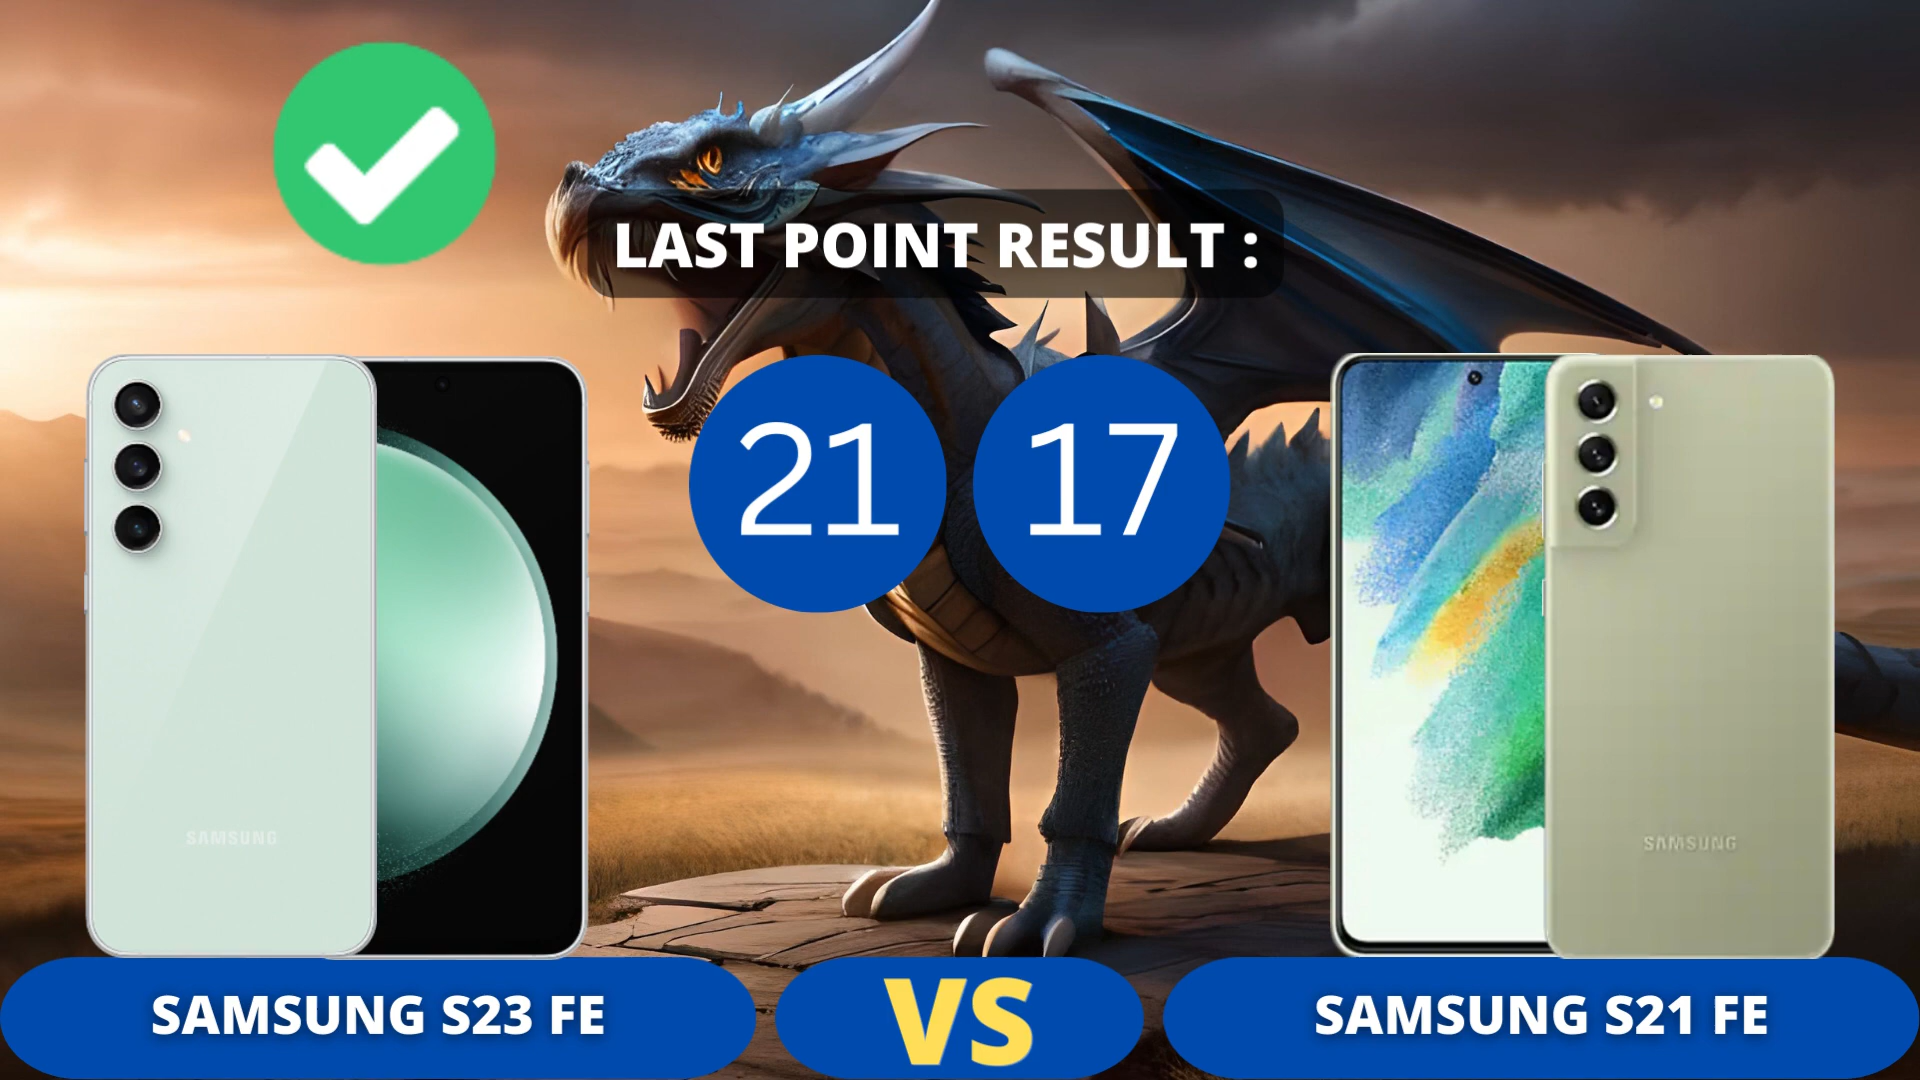 LAST POINT RESULT :
21 17
SAMSUNG
SAMSUNG
SAMSUNG S23 FE
VS
SAMSUNG S21 FE